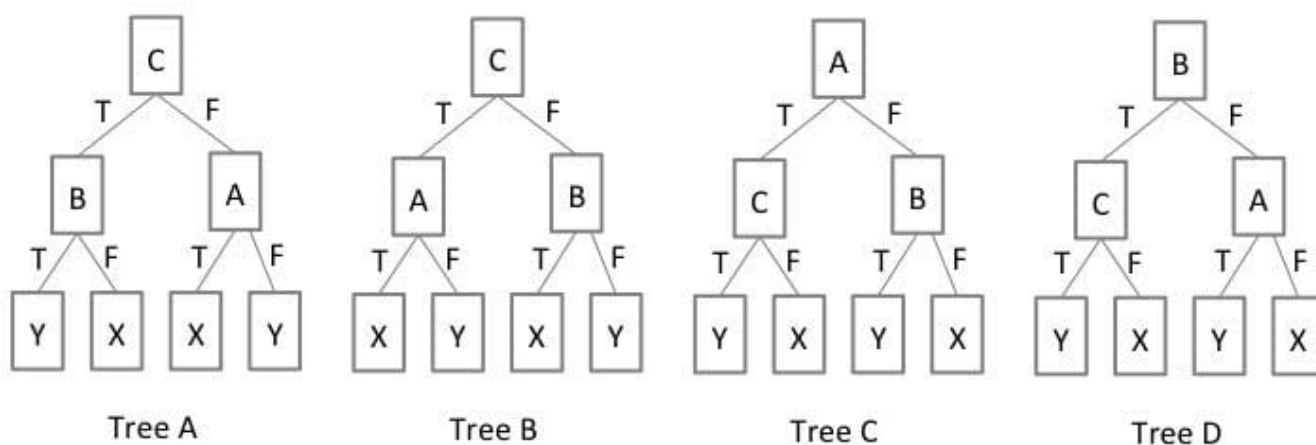 C C A B
T F T F T F T F
B A A B C B C A
T F T F T F T F T F T F T F T F
Y X X Y X Y X Y Y X Y X Y X Y X
Tree A Tree B Tree C Tree D